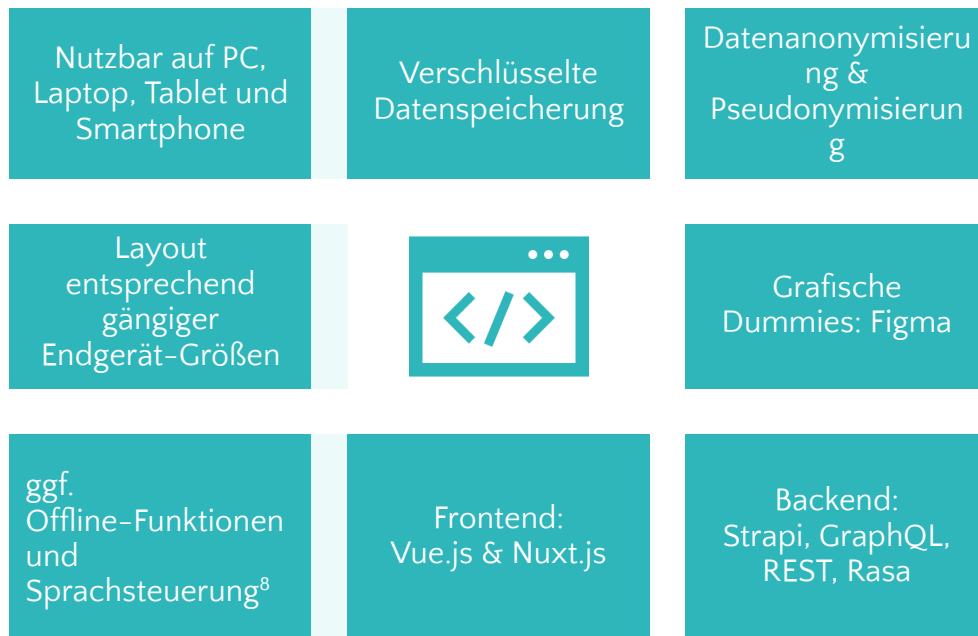 Nutzbar auf PC,
Laptop, Tablet und
Smartphone
Verschlüsselte
Datenspeicherung
Datenanonymisieru
ng &
Pseudonymisierun
g
Layout
entsprechend
gängiger
Endgerät-Größen
</>
Grafische
Dummies: Figma
ggf.
Offline-Funktionen
und
Sprachsteuerung⁸
Frontend:
Vue.js & Nuxt.js
Backend:
Strapi, GraphQL,
REST, Rasa